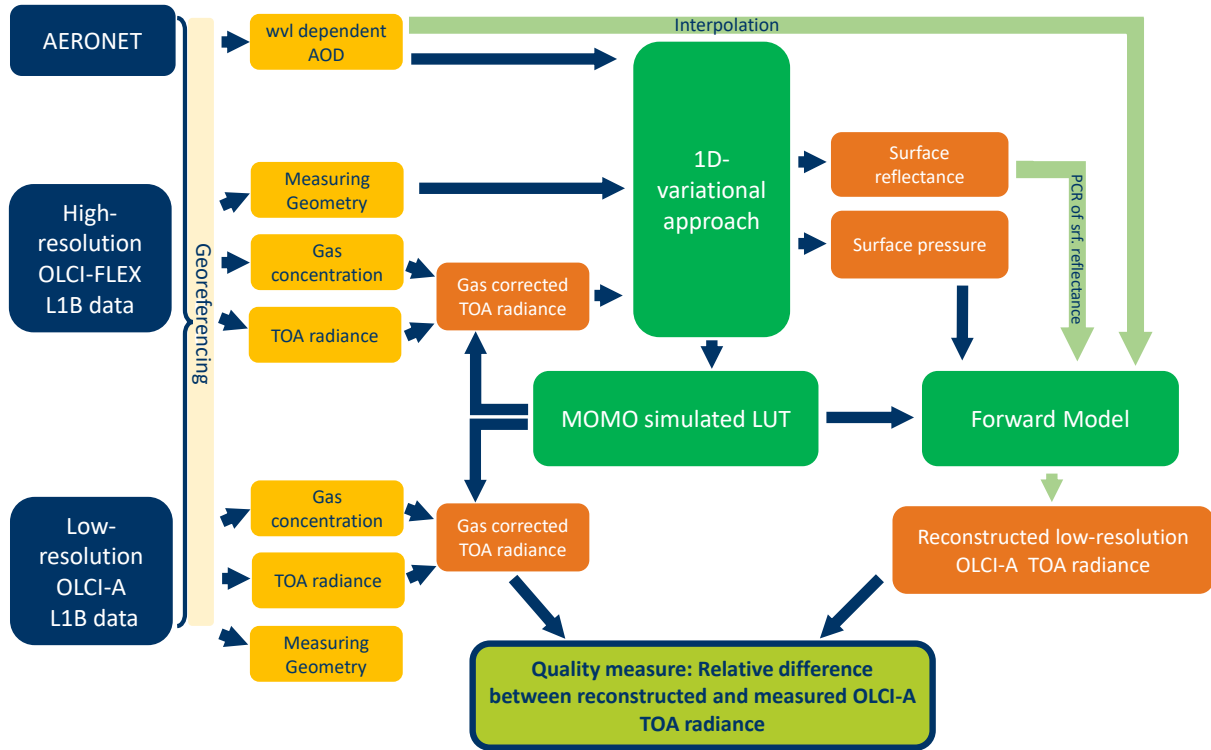 AERONET
High-
resolution
OLCI-FLEX
L1B data
Low-
resolution
OLCI-A
L1B data
Georeferencing
wvl dependent
AOD
Measuring
Geometry
Gas
concentration
TOA radiance
Gas
concentration
TOA radiance
Measuring
Geometry
Gas corrected
TOA radiance
Gas corrected
TOA radiance
Interpolation
1D-
variational
approach
MOMO simulated LUT
Surface
reflectance
Surface pressure
PCR of srf. reflectance
Forward Model
Reconstructed low-resolution
OLCI-A TOA radiance
Quality measure: Relative difference
between reconstructed and measured OLCI-A
TOA radiance